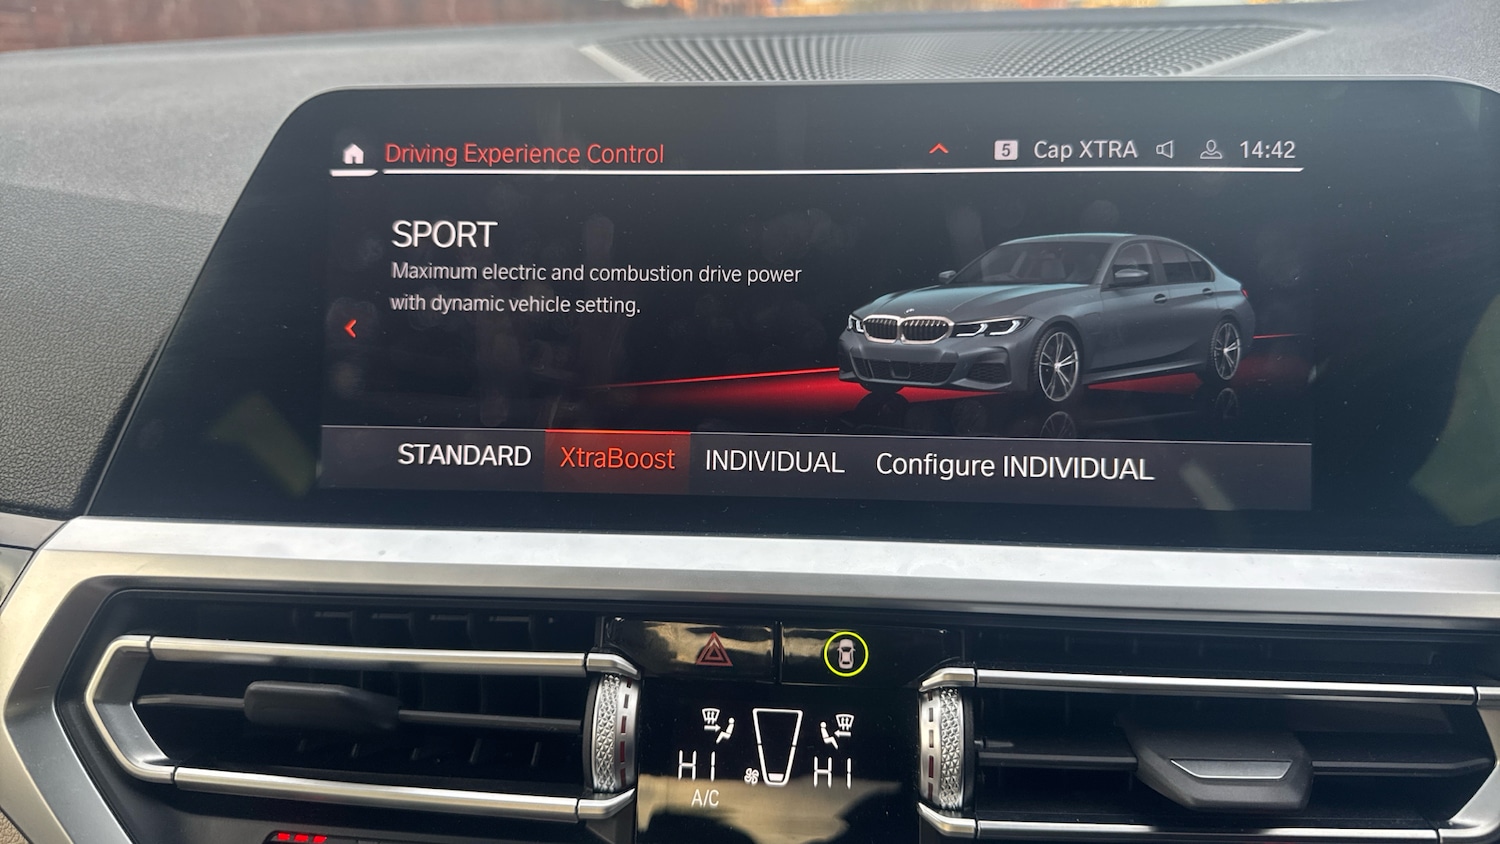 Driving Experience Control
5 Cap XTRA 14:42
SPORT
Maximum electric and combustion drive power
with dynamic vehicle setting.
STANDARD XtraBoost INDIVIDUAL Configure INDIVIDUAL
HI HI
A/C